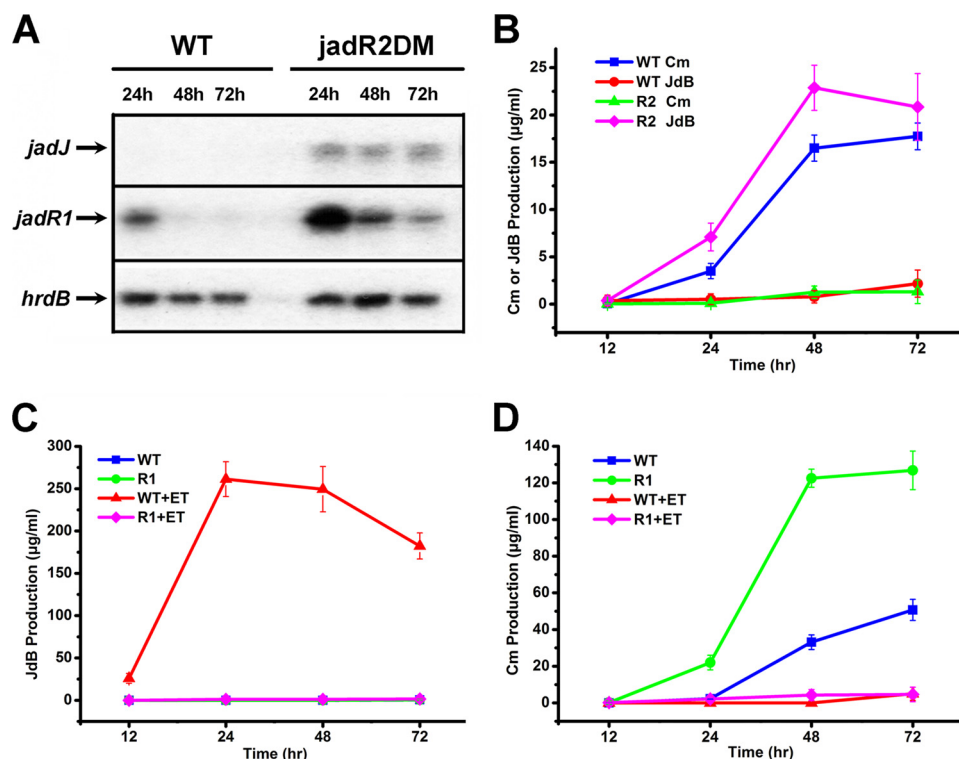 A
WT jadR2DM
24h 48h 72h 24h 48h 72h
jadJ
jadR1
hrdB
B
WT Cm
WT JdB
R2 Cm
R2 JdB
Cm or JdB Production (µg/ml)
25
20
15
10
5
0
12 24 48 72
Time (hr)
C
WT
R1
WT+ET
R1+ET
JdB Production (µg/ml)
300
250
200
150
100
50
0
12 24 48 72
Time (hr)
D
WT
R1
WT+ET
R1+ET
Cm Production (µg/ml)
140
120
100
80
60
40
20
0
12 24 48 72
Time (hr)